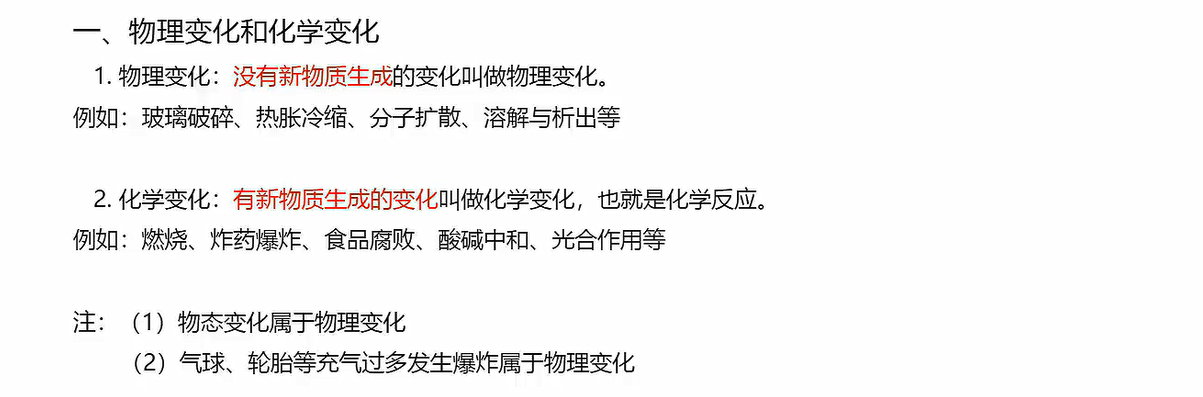 一、物理变化和化学变化
1. 物理变化：没有新物质生成的变化叫做物理变化。
例如：玻璃破碎、热胀冷缩、分子扩散、溶解与析出等
2. 化学变化：有新物质生成的变化叫做化学变化，也就是化学反应。
例如：燃烧、炸药爆炸、食品腐败、酸碱中和、光合作用等
注：（1）物态变化属于物理变化
（2）气球、轮胎等充气过多发生爆炸属于物理变化